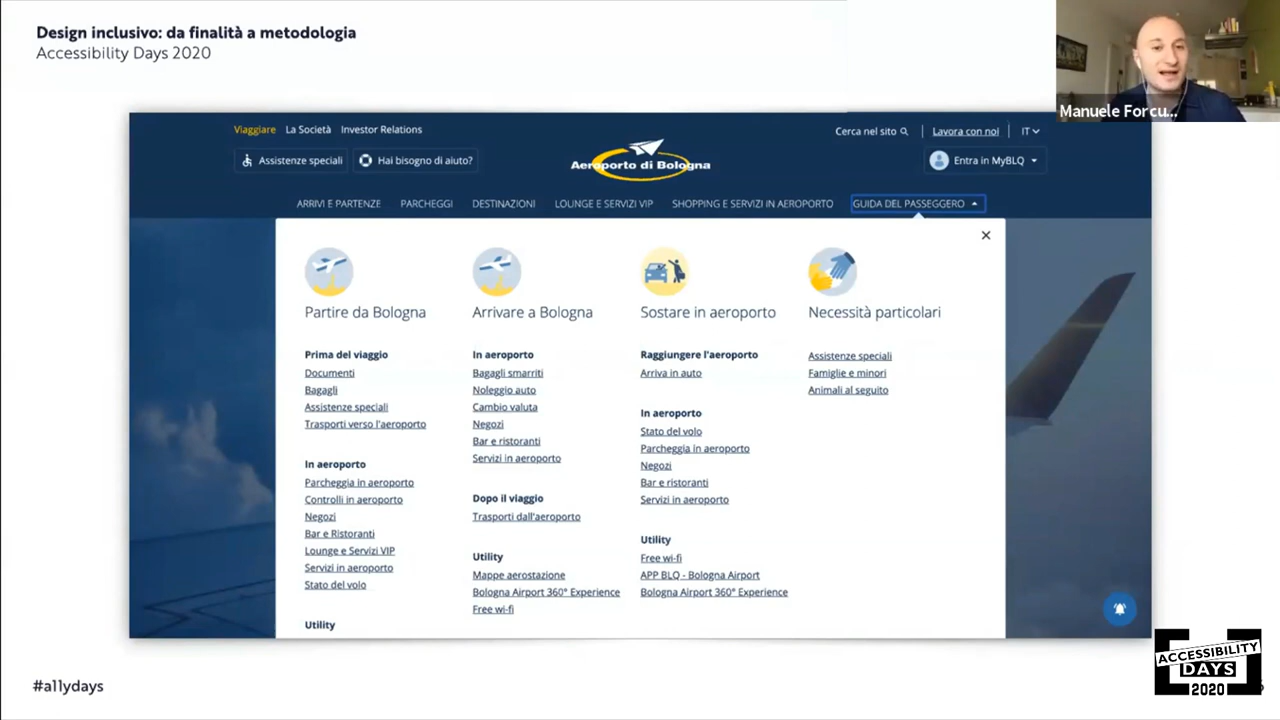 Design inclusivo: da finalità a metodologia
Accessibility Days 2020
Manuele Forcu...
Viaggiare La Società Investor Relations
Cerca nel sito Lavora con noi IT
Assistenze speciali Hai bisogno di aiuto?
Aeroporto di Bologna
Entra in MyBLQ
ARRIVI E PARTENZE PARCHEGGI DESTINAZIONI LOUNGE E SERVIZI VIP SHOPPING E SERVIZI IN AEROPORTO GUIDA DEL PASSEGGERO
Partire da Bologna
Prima del viaggio
Documenti
Bagagli
Assistenze speciali
Trasporti verso l'aeroporto
In aeroporto
Parcheggia in aeroporto
Controlli in aeroporto
Negozi
Bar e Ristoranti
Lounge e Servizi VIP
Servizi in aeroporto
Stato del volo
Utility
Arrivare a Bologna
In aeroporto
Bagagli smarriti
Noleggio auto
Cambio valuta
Negozi
Bar e ristoranti
Servizi in aeroporto
Dopo il viaggio
Trasporti dall'aeroporto
Utility
Mappe aerostazione
Bologna Airport 360° Experience
Free wi-fi
Sostare in aeroporto
Raggiungere l'aeroporto
Arriva in auto
In aeroporto
Stato del volo
Parcheggia in aeroporto
Negozi
Bar e ristoranti
Servizi in aeroporto
Utility
Free wi-fi
APP BLQ - Bologna Airport
Bologna Airport 360° Experience
Necessità particolari
Assistenze speciali
Famiglie e minori
Animali al seguito
#a11ydays
ACCESSIBILITY
DAYS
2020